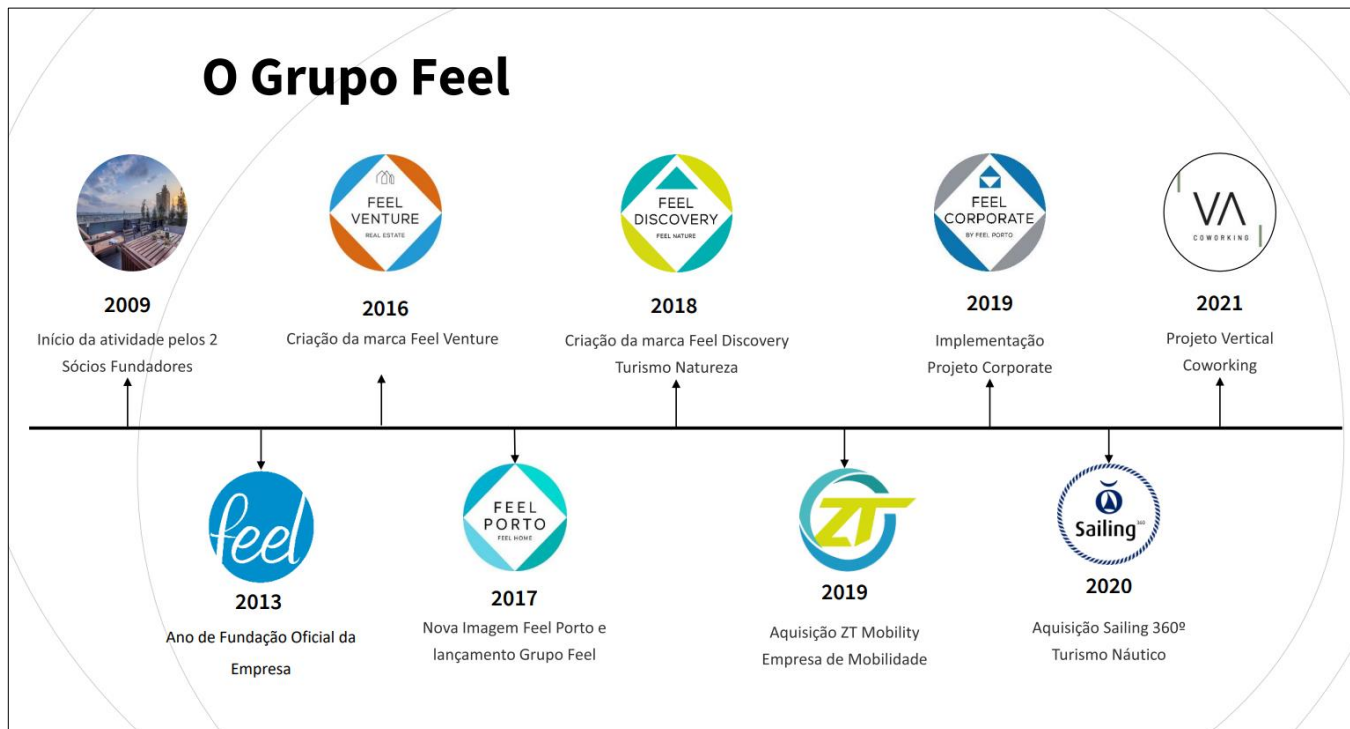 O Grupo Feel
FEEL
VENTURE
REAL ESTATE
FEEL
DISCOVERY
FEEL NATURE
FEEL
CORPORATE
BY FEEL PORTO
VA
COWORKING
2009
Início da atividade pelos 2
Sócios Fundadores
2016
Criação da marca Feel Venture
2018
Criação da marca Feel Discovery
Turismo Natureza
2019
Implementação
Projeto Corporate
2021
Projeto Vertical
Coworking
feel
2013
Ano de Fundação Oficial da
Empresa
FEEL
PORTO
FEEL HOME
2017
Nova Imagem Feel Porto e
lançamento Grupo Feel
ZT
2019
Aquisição ZT Mobility
Empresa de Mobilidade
Sailing 360
2020
Aquisição Sailing 360º
Turismo Náutico